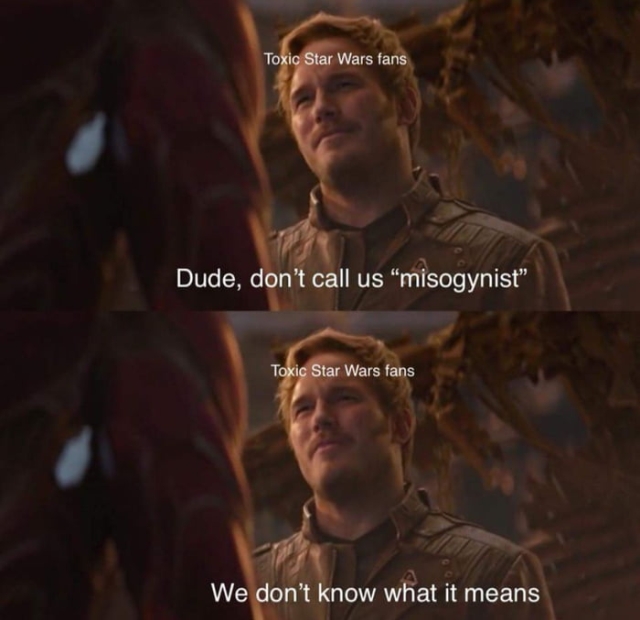 Toxic Star Wars fans
Dude, don’t call us “misogynist”
Toxic Star Wars fans
We don’t know what it means